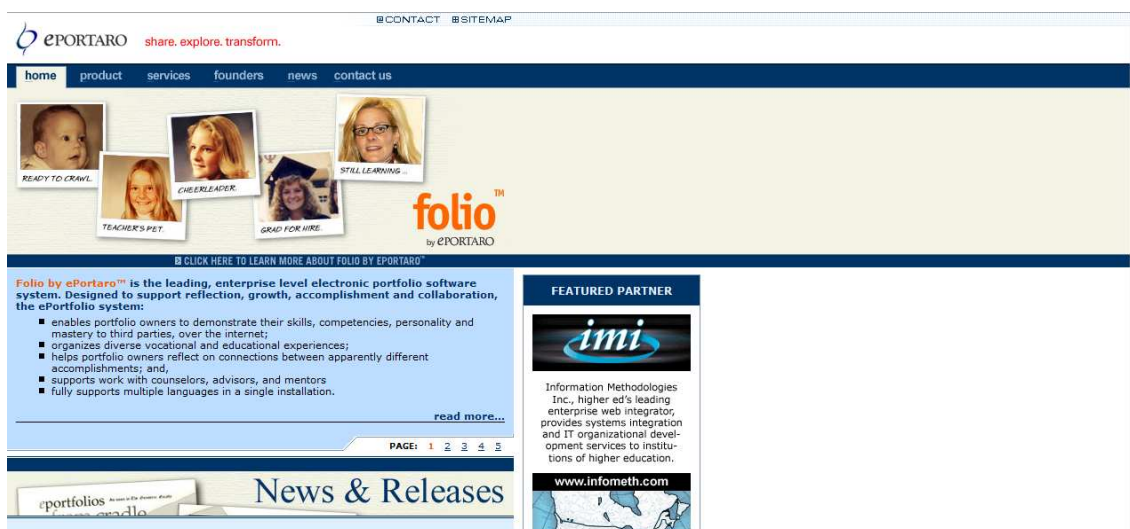 CONTACT SITEMAP
ePORTARO share. explore. transform.
home product services founders news contact us
READY TO CRAWL.
TEACHER'S PET.
CHEERLEADER.
GRAD FOR HIRE.
STILL LEARNING...
folio™
by ePORTARO
CLICK HERE TO LEARN MORE ABOUT FOLIO BY EPORTARO™
Folio by ePortaro™ is the leading, enterprise level electronic portfolio software
system. Designed to support reflection, growth, accomplishment and collaboration,
the ePortfolio system:
enables portfolio owners to demonstrate their skills, competencies, personality and
mastery to third parties, over the internet;
organizes diverse vocational and educational experiences;
helps portfolio owners reflect on connections between apparently different
accomplishments; and,
supports work with counselors, advisors, and mentors
fully supports multiple languages in a single installation.
read more...
PAGE: 1 2 3 4 5
eportfolios
from cradle
News & Releases
FEATURED PARTNER
imi
Information Methodologies
Inc., higher ed's leading
enterprise web integrator,
provides systems integration
and IT organizational devel-
opment services to institu-
tions of higher education.
www.infometh.com